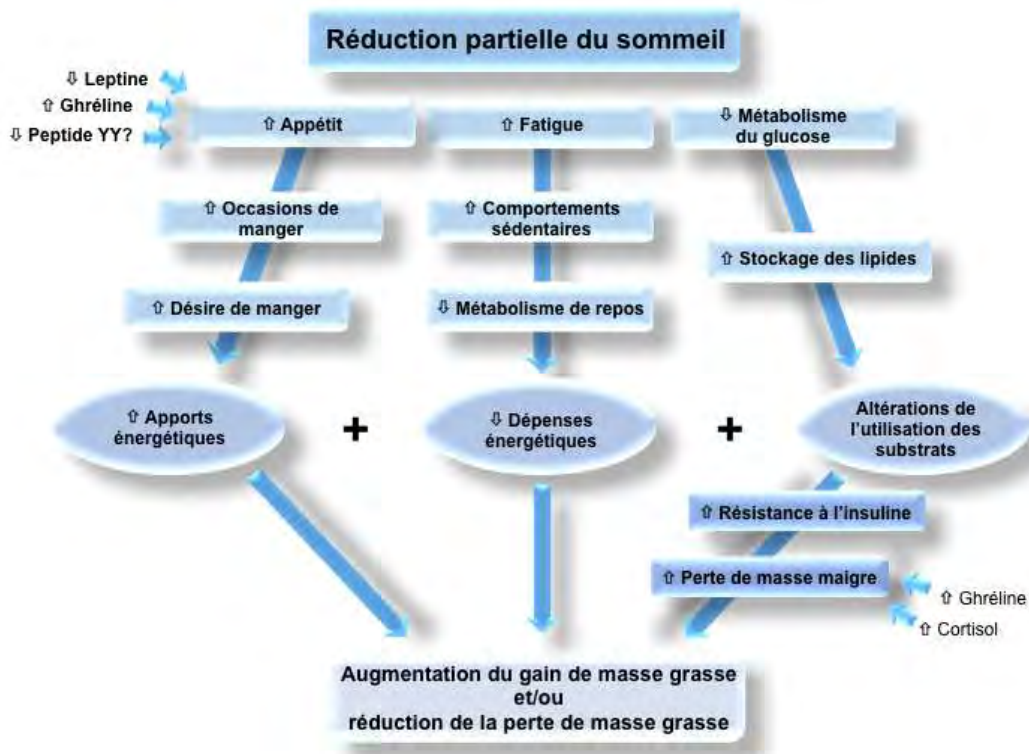 Réduction partielle du sommeil
⇩ Leptine
⇧ Ghréline
⇩ Peptide YY?
⇧ Appétit
⇧ Fatigue
⇩ Métabolisme
du glucose
⇧ Occasions de
manger
⇧ Comportements
sédentaires
⇧ Stockage des lipides
⇧ Désire de manger
⇩ Métabolisme de repos
⇧ Apports
énergétiques
+
⇩ Dépenses
énergétiques
+
Altérations de
l'utilisation des
substrats
⇧ Résistance à l'insuline
⇧ Perte de masse maigre
⇧ Ghréline
⇧ Cortisol
Augmentation du gain de masse grasse
et/ou
réduction de la perte de masse grasse